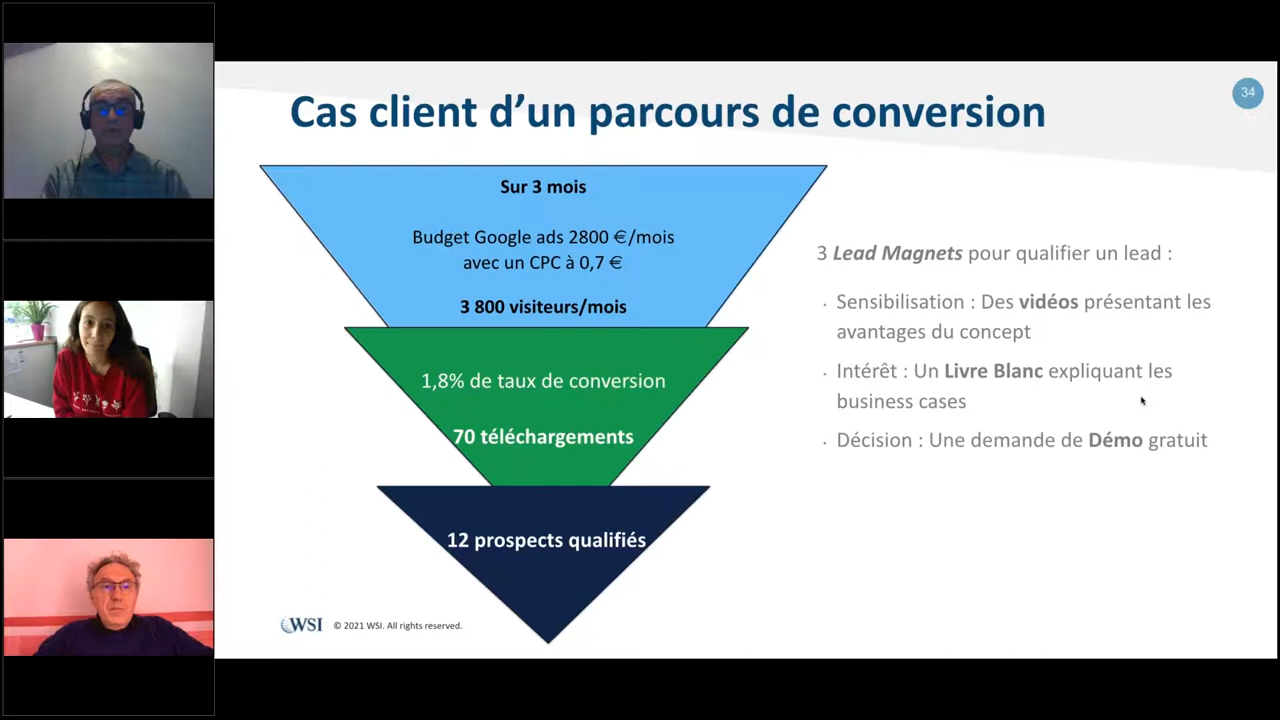 34
Cas client d’un parcours de conversion
Sur 3 mois
Budget Google ads 2800 €/mois
avec un CPC à 0,7 €
3 800 visiteurs/mois
1,8% de taux de conversion
70 téléchargements
12 prospects qualifiés
3 Lead Magnets pour qualifier un lead :
· Sensibilisation : Des vidéos présentant les
avantages du concept
· Intérêt : Un Livre Blanc expliquant les
business cases
· Décision : Une demande de Démo gratuit
WSI © 2021 WSI. All rights reserved.